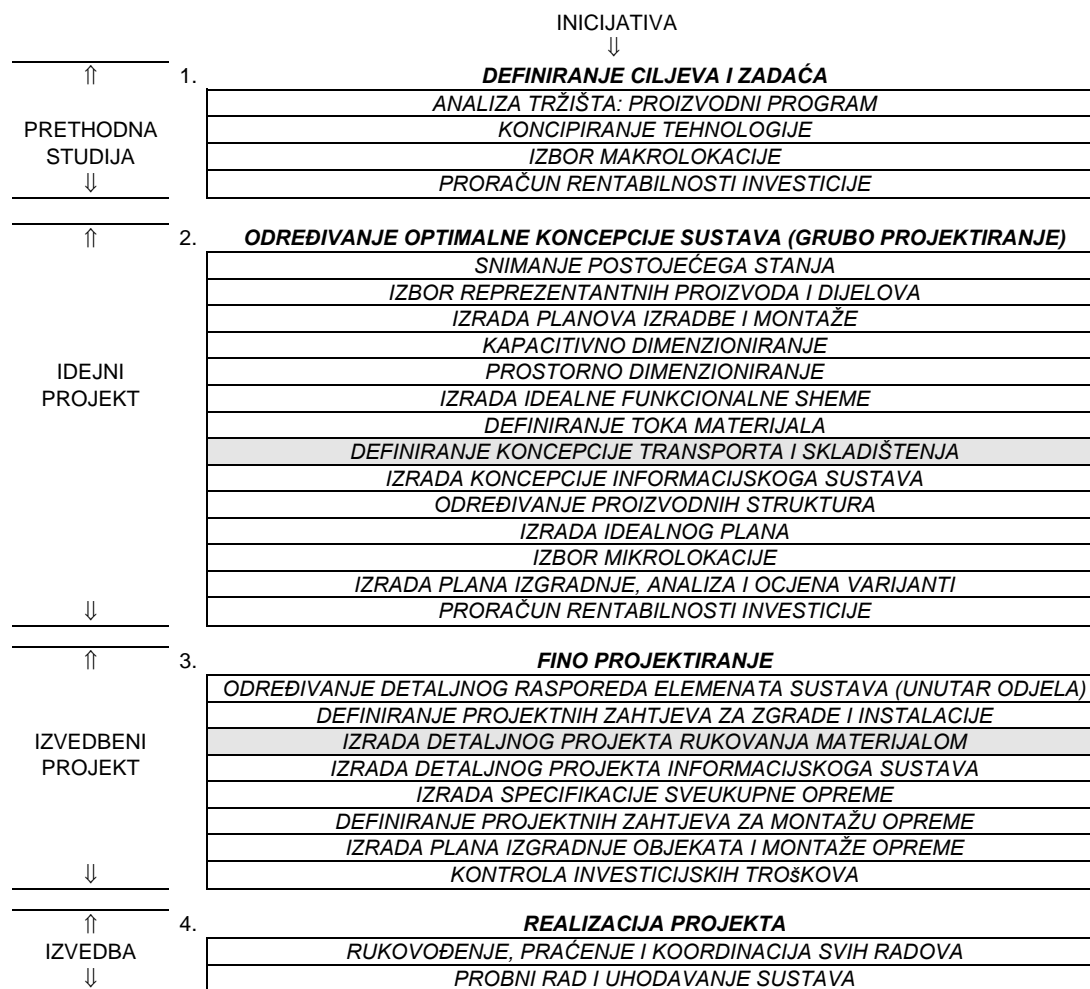 INICIJATIVA
⇓
⇑ 1. DEFINIRANJE CILJEVA I ZADAĆA
ANALIZA TRŽIŠTA: PROIZVODNI PROGRAM
PRETHODNA KONCIPIRANJE TEHNOLOGIJE
STUDIJA IZBOR MAKROLOKACIJE
⇓ PRORAČUN RENTABILNOSTI INVESTICIJE
⇑ 2. ODREĐIVANJE OPTIMALNE KONCEPCIJE SUSTAVA (GRUBO PROJEKTIRANJE)
SNIMANJE POSTOJEĆEGA STANJA
IZBOR REPREZENTANTNIH PROIZVODA I DIJELOVA
IZRADA PLANOVA IZRADBE I MONTAŽE
KAPACITIVNO DIMENZIONIRANJE
IDEJNI PROSTORNO DIMENZIONIRANJE
PROJEKT IZRADA IDEALNE FUNKCIONALNE SHEME
DEFINIRANJE TOKA MATERIJALA
DEFINIRANJE KONCEPCIJE TRANSPORTA I SKLADIŠTENJA
IZRADA KONCEPCIJE INFORMACIJSKOGA SUSTAVA
ODREĐIVANJE PROIZVODNIH STRUKTURA
IZRADA IDEALNOG PLANA
IZBOR MIKROLOKACIJE
IZRADA PLANA IZGRADNJE, ANALIZA I OCJENA VARIJANTI
⇓ PRORAČUN RENTABILNOSTI INVESTICIJE
⇑ 3. FINO PROJEKTIRANJE
ODREĐIVANJE DETALJNOG RASPOREDA ELEMENATA SUSTAVA (UNUTAR ODJELA)
DEFINIRANJE PROJEKTNIH ZAHTJEVA ZA ZGRADE I INSTALACIJE
IZVEDBENI IZRADA DETALJNOG PROJEKTA RUKOVANJA MATERIJALOM
PROJEKT IZRADA DETALJNOG PROJEKTA INFORMACIJSKOGA SUSTAVA
IZRADA SPECIFIKACIJE SVEUKUPNE OPREME
DEFINIRANJE PROJEKTNIH ZAHTJEVA ZA MONTAŽU OPREME
IZRADA PLANA IZGRADNJE OBJEKATA I MONTAŽE OPREME
⇓ KONTROLA INVESTICIJSKIH TROšKOVA
⇑ 4. REALIZACIJA PROJEKTA
IZVEDBA RUKOVOĐENJE, PRAĆENJE I KOORDINACIJA SVIH RADOVA
⇓ PROBNI RAD I UHODAVANJE SUSTAVA